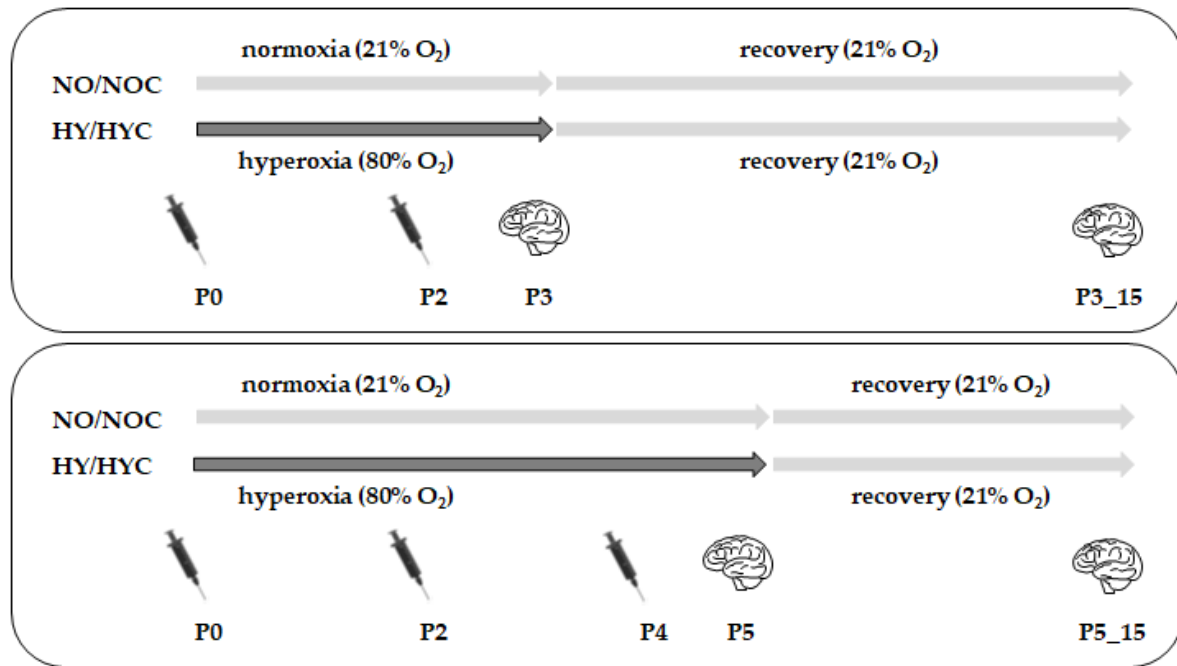 normoxia (21% O₂) recovery (21% O₂)
NO/NOC
HY/HYC
hyperoxia (80% O₂) recovery (21% O₂)
P0 P2 P3 P3_15
normoxia (21% O₂) recovery (21% O₂)
NO/NOC
HY/HYC
hyperoxia (80% O₂) recovery (21% O₂)
P0 P2 P4 P5 P5_15